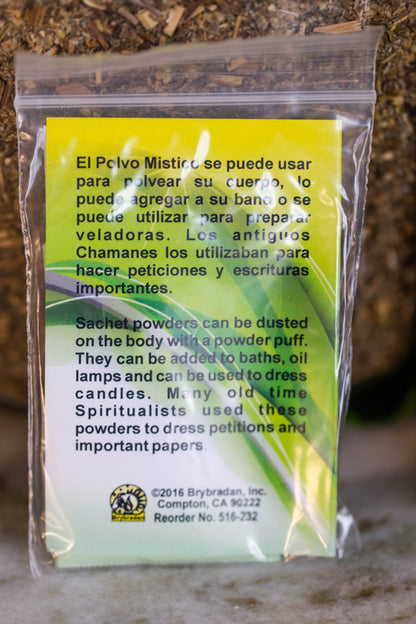 El Polvo Mistico se puede usar
para polvear su cuerpo, lo
puede agregar a su bano o se
puede utilizar para preparar
veladoras. Los antiguos
Chamanes los utilizaban para
hacer peticiones y escrituras
importantes.
Sachet powders can be dusted
on the body with a powder puff.
They can be added to baths, oil
lamps and can be used to dress
candles. Many old time
Spiritualists used these
powders to dress petitions and
important papers.
©2016 Brybradan, Inc.
Compton, CA 90222
Reorder No. 516-232
Brybradan